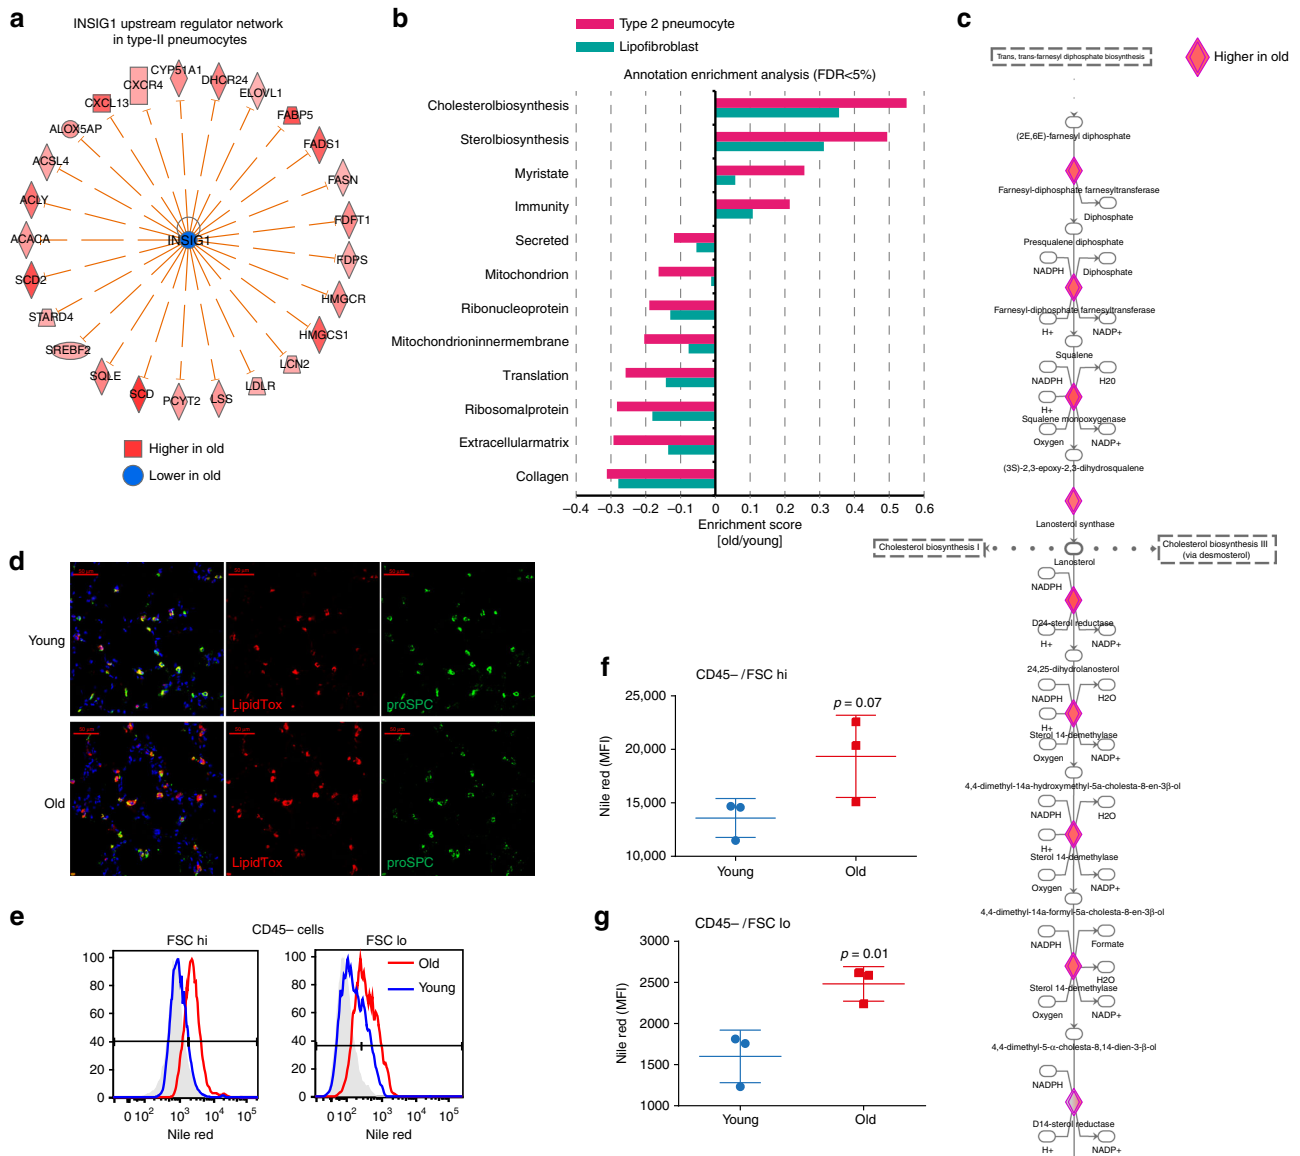 a
INSIG1 upstream regulator network
in type-II pneumocytes
CYP51A1
CXCR4
DHCR24
ELOVL1
CXCL13
FABP5
ALOX5AP
FADS1
ACSL4
FASN
ACLY
FDFT1
ACACA
INSIG1
FDPS
SCD2
HMGCR
STARD4
HMGCS1
SREBF2
LCN2
SQLE
LDLR
SCD
PCYT2
LSS
Higher in old
Lower in old
b
Type 2 pneumocyte
Lipofibroblast
Annotation enrichment analysis (FDR<5%)
Cholesterolbiosynthesis
Sterolbiosynthesis
Myristate
Immunity
Secreted
Mitochondrion
Ribonucleoprotein
Mitochondrioninnermembrane
Translation
Ribosomalprotein
Extracellularmatrix
Collagen
−0.4 −0.3 −0.2 −0.1 0 0.1 0.2 0.3 0.4 0.5 0.6
Enrichment score
[old/young]
c
Trans, trans-farnesyl diphosphate biosynthesis
Higher in old
(2E,6E)-farnesyl diphosphate
Farnesyl-diphosphate farnesyltransferase
Diphosphate
Presqualene diphosphate
NADPH
Diphosphate
Farnesyl-diphosphate farnesyltransferase
H+
NADP+
Squalene
NADPH
H20
H+
Squalene monooxygenase
Oxygen
NADP+
(3S)-2,3-epoxy-2,3-dihydrosqualene
Lanosterol synthase
Cholesterol biosynthesis I
Cholesterol biosynthesis III
(via desmosterol)
Lanosterol
NADPH
D24-sterol reductase
H+
NADP+
24,25-dihydrolanosterol
NADPH
H2O
H+
Sterol 14-demethylase
Oxygen
NADP+
4,4-dimethyl-14a-hydroxymethyl-5a-cholesta-8-en-3β-ol
NADPH
H2O
H+
Sterol 14-demethylase
Oxygen
NADP+
4,4-dimethyl-14a-formyl-5a-cholesta-8-en-3β-ol
NADPH
Formate
H2O
Sterol 14-demethylase
Oxygen
NADP+
4,4-dimethyl-5-α-cholesta-8,14-dien-3-β-ol
NADPH
D14-sterol reductase
H+
NADP+
d
Young
50 µm
50 µm
50 µm
LipidTox
proSPC
Old
50 µm
50 µm
50 µm
LipidTox
proSPC
e
CD45− cells
FSC hi
FSC lo
100
80
60
40
20
0
0 10² 10³ 10⁴ 10⁵
Nile red
100
80
60
40
20
0
0 10² 10³ 10⁴ 10⁵
Nile red
Old
Young
f
CD45− /FSC hi
25,000
20,000
15,000
10,000
Nile red (MFI)
p = 0.07
Young
Old
g
CD45− /FSC lo
3000
2500
2000
1500
1000
Nile red (MFI)
p = 0.01
Young
Old